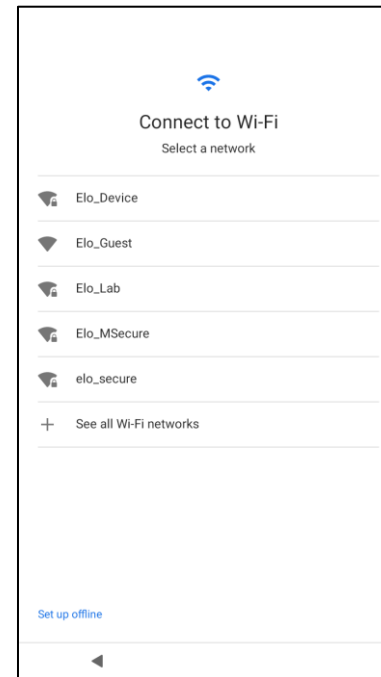 Connect to Wi-Fi
Select a network
Elo_Device
Elo_Guest
Elo_Lab
Elo_MSecure
elo_secure
See all Wi-Fi networks
Set up offline